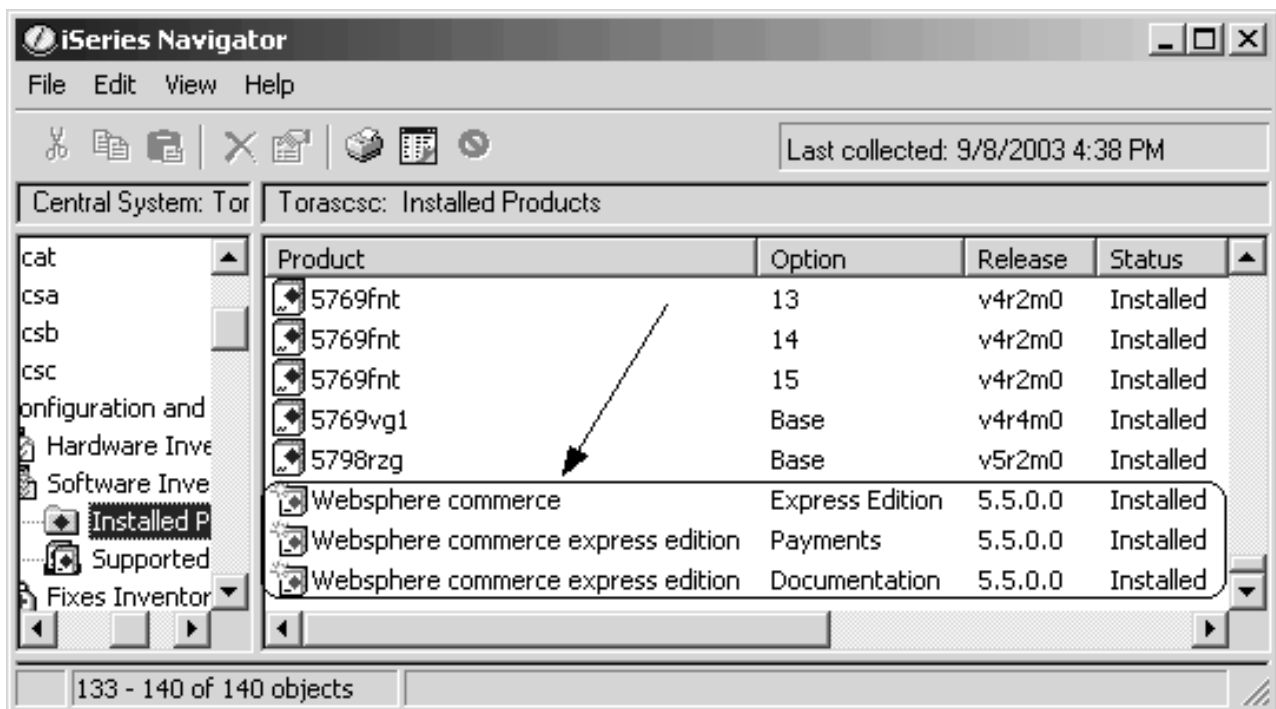 iSeries Navigator
File Edit View Help
Last collected: 9/8/2003 4:38 PM
Central System: Tor
Torascsc: Installed Products
cat
csa
csb
csc
onfiguration and
Hardware Inve
Software Inve
Installed P
Supported
Fixes Inventor
Product Option Release Status
5769fnt 13 v4r2m0 Installed
5769fnt 14 v4r2m0 Installed
5769fnt 15 v4r2m0 Installed
5769vg1 Base v4r4m0 Installed
5798rzg Base v5r2m0 Installed
Websphere commerce Express Edition 5.5.0.0 Installed
Websphere commerce express edition Payments 5.5.0.0 Installed
Websphere commerce express edition Documentation 5.5.0.0 Installed
133 - 140 of 140 objects